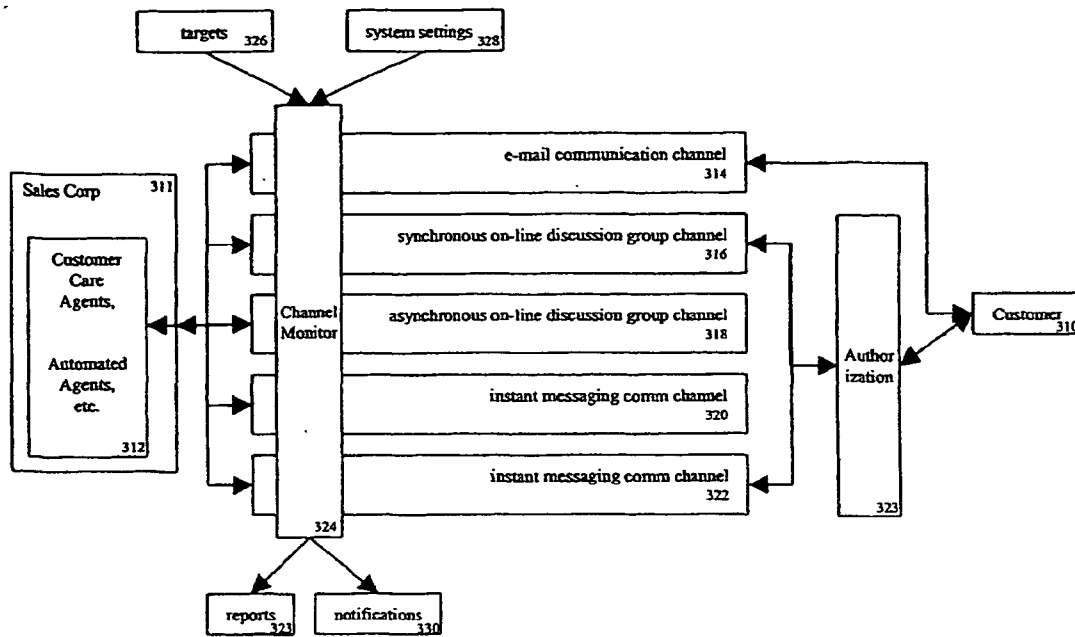 targets
326
system settings
328
e-mail communication channel
314
Sales Corp
311
synchronous on-line discussion group channel
316
Customer
Care
Agents,
Automated
Agents,
etc.
312
Channel
Monitor
324
asynchronous on-line discussion group channel
318
instant messaging comm channel
320
instant messaging comm channel
322
Author
ization
323
Customer
310
reports
323
notifications
330